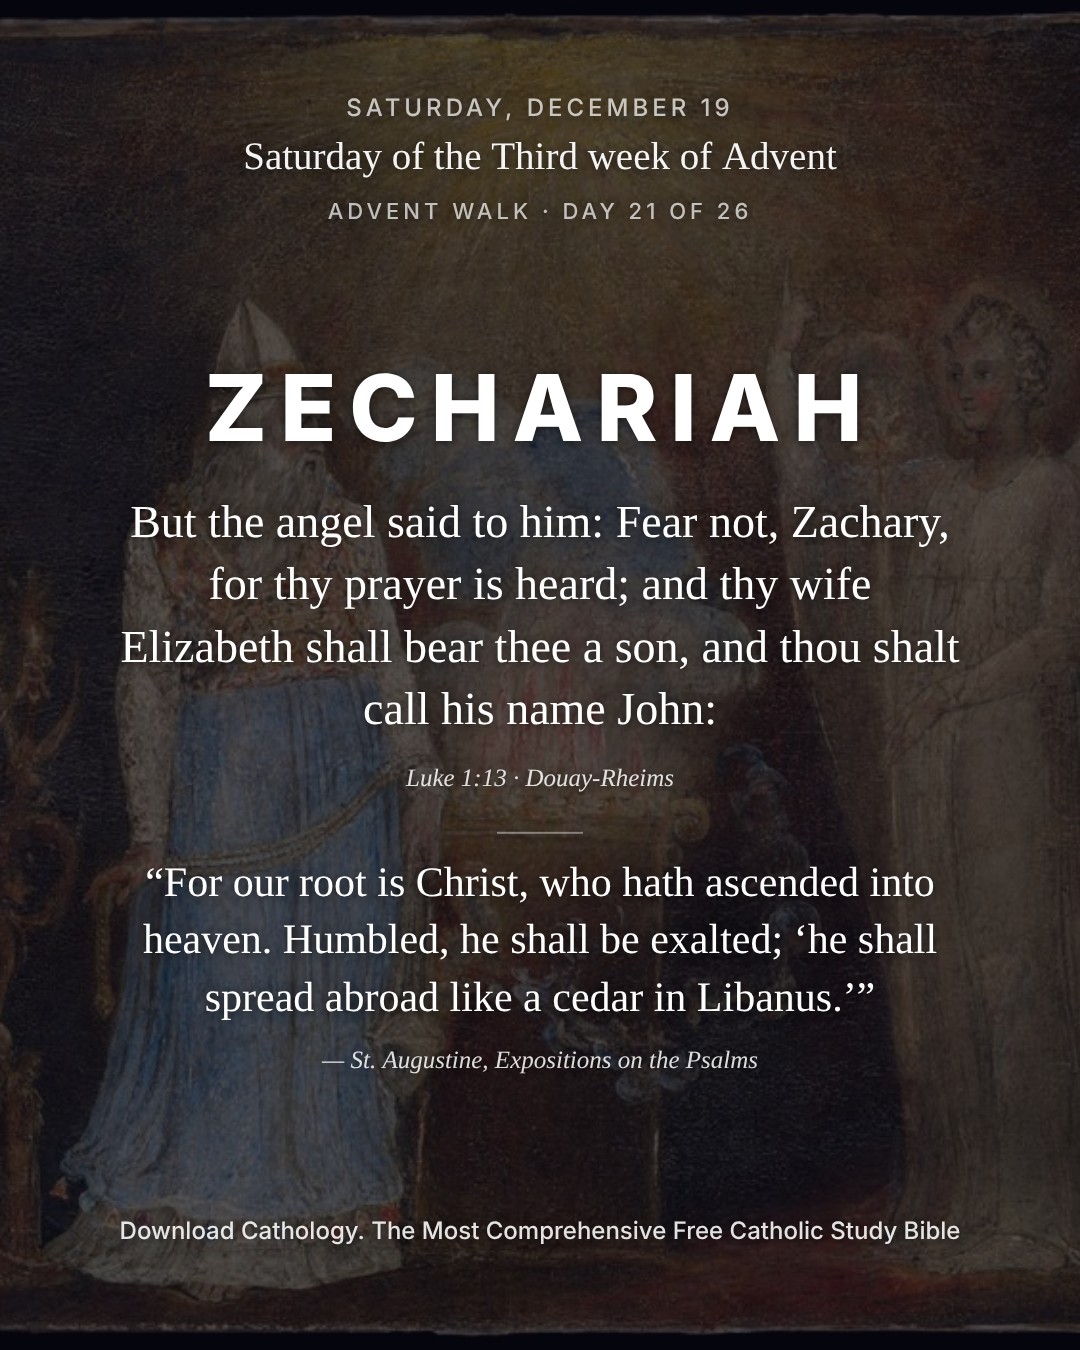 SATURDAY, DECEMBER 19
Saturday of the Third week of Advent
ADVENT WALK · DAY 21 OF 26
ZECHARIAH
But the angel said to him: Fear not, Zachary,
for thy prayer is heard; and thy wife
Elizabeth shall bear thee a son, and thou shalt
call his name John:
Luke 1:13 · Douay-Rheims
“For our root is Christ, who hath ascended into
heaven. Humbled, he shall be exalted; ‘he shall
spread abroad like a cedar in Libanus.’”
— St. Augustine, Expositions on the Psalms
Download Cathology. The Most Comprehensive Free Catholic Study Bible